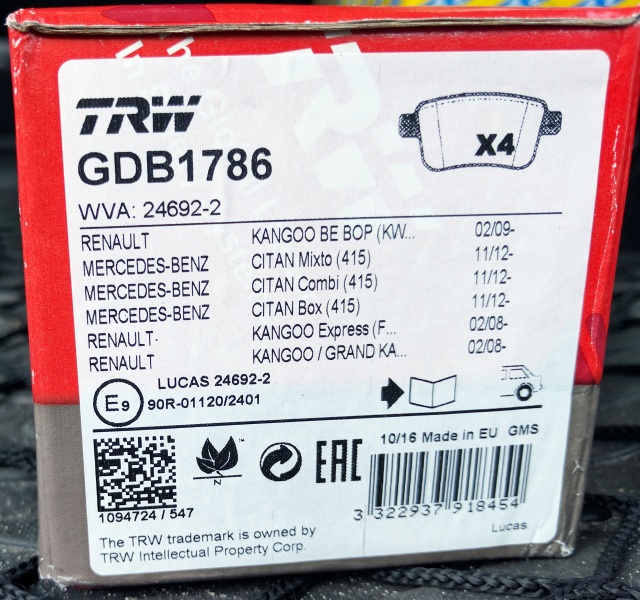 TRW
GDB1786
X4
WVA: 24692-2
RENAULT KANGOO BE BOP (KW... 02/09-
MERCEDES-BENZ CITAN Mixto (415) 11/12-
MERCEDES-BENZ CITAN Combi (415) 11/12-
MERCEDES-BENZ CITAN Box (415) 11/12-
RENAULT KANGOO Express (F... 02/08-
RENAULT KANGOO / GRAND KA... 02/08-
LUCAS 24692-2
E9 90R-01120/2401
N
EAC
10/16 Made in EU GMS
1094724 / 547
3 322937 918454
Lucas
The TRW trademark is owned by
TRW Intellectual Property Corp.